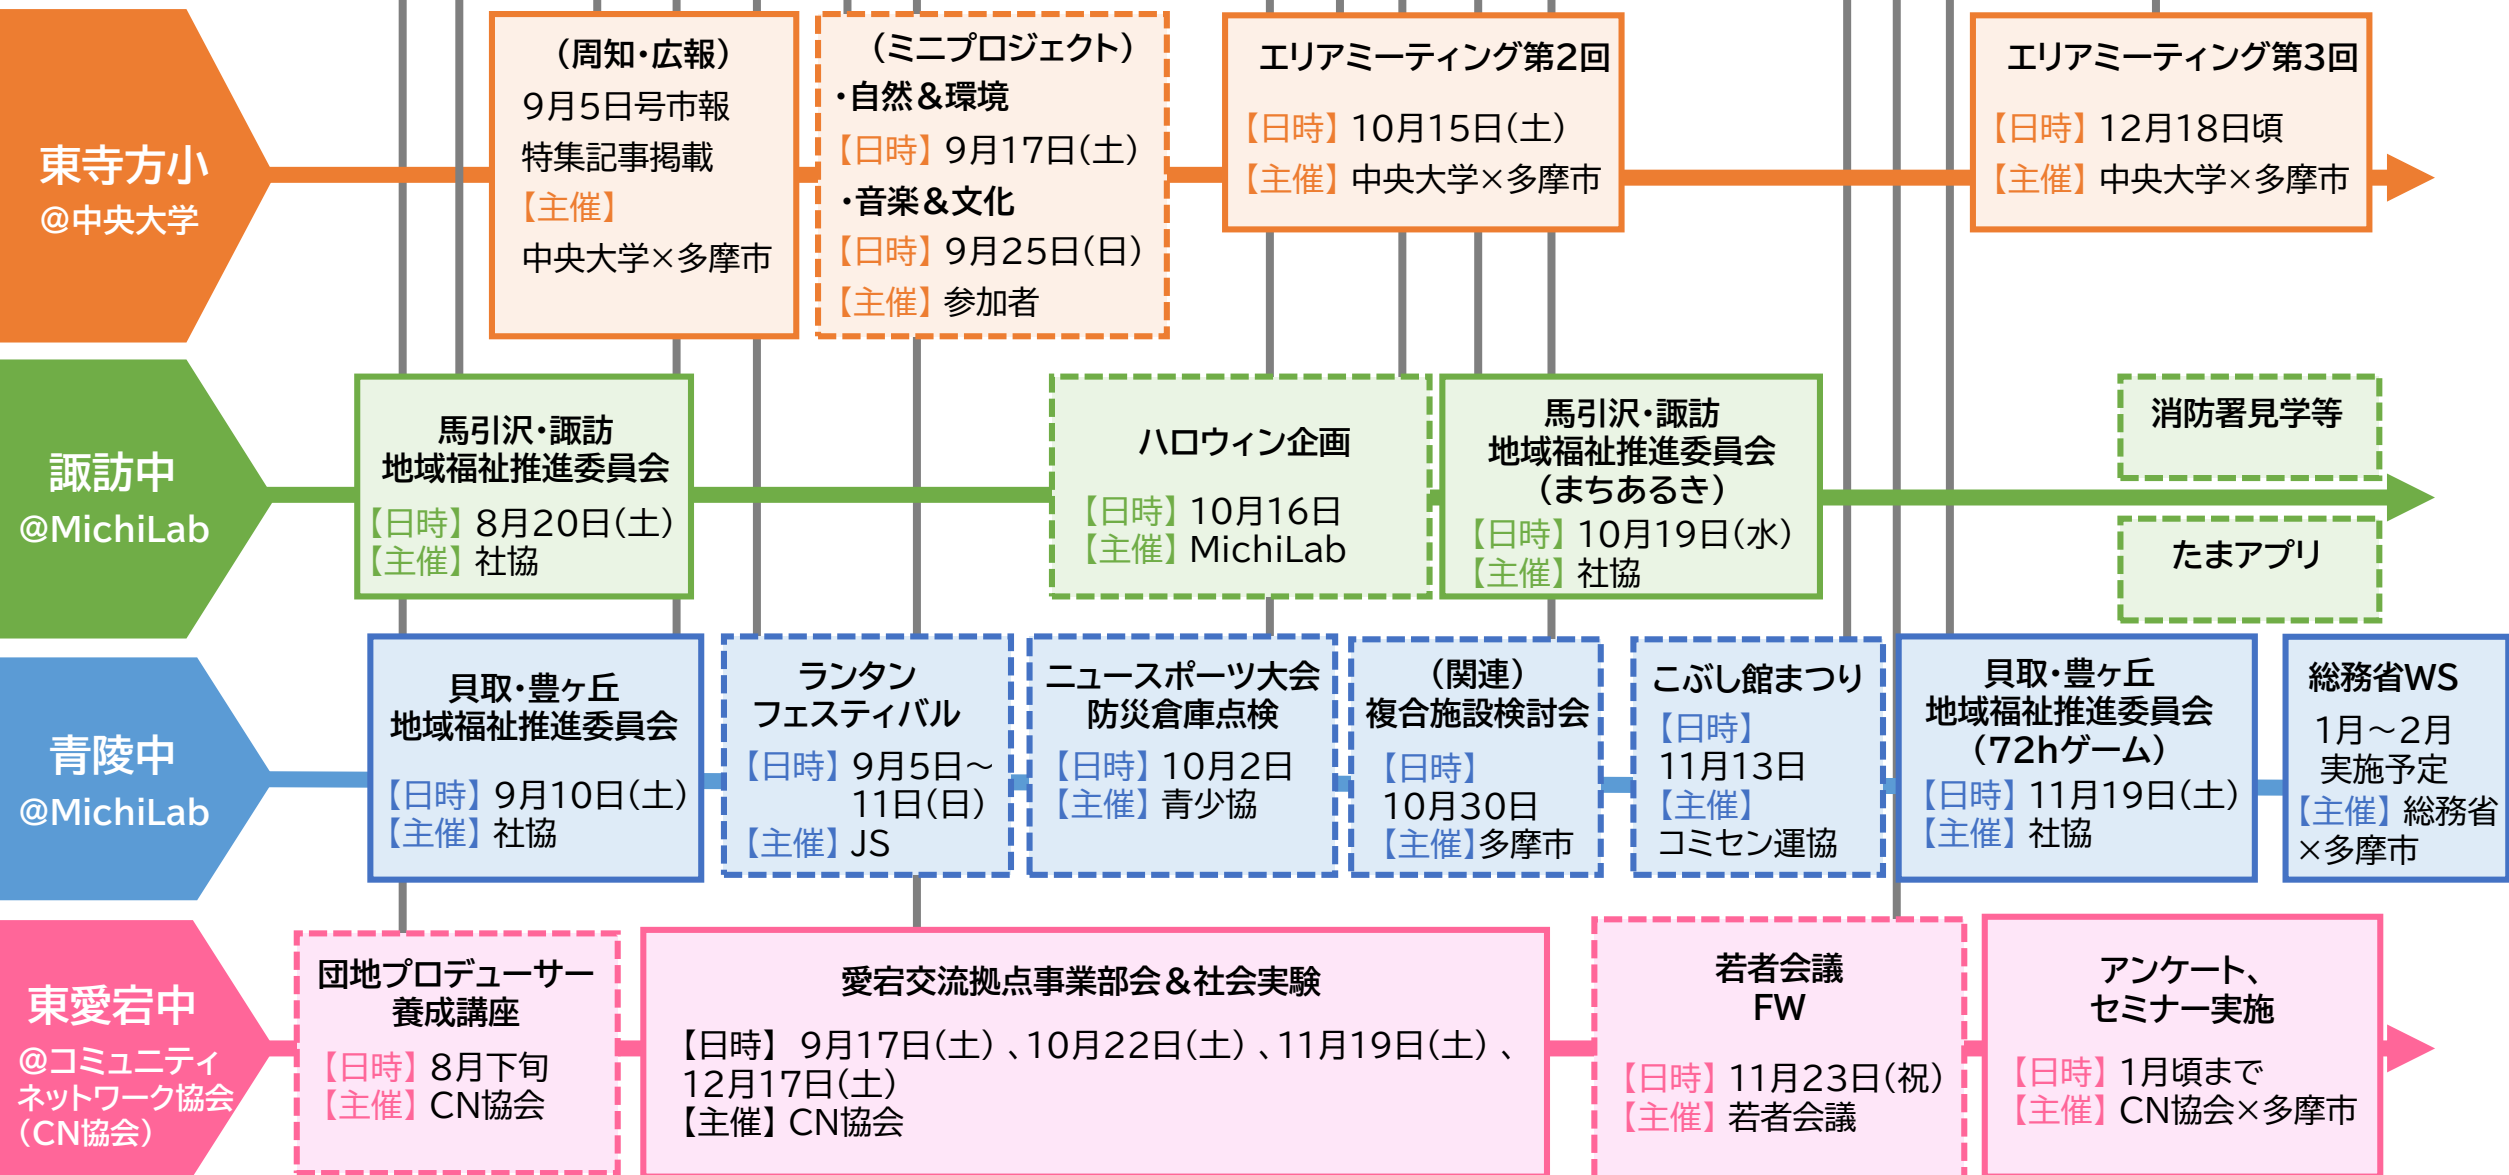 東寺方小
@中央大学
（周知・広報）
9月5日号市報
特集記事掲載
【主催】
中央大学×多摩市
（ミニプロジェクト）
・自然＆環境
【日時】9月17日(土)
・音楽＆文化
【日時】9月25日(日)
【主催】参加者
エリアミーティング第2回
【日時】10月15日(土)
【主催】中央大学×多摩市
エリアミーティング第3回
【日時】12月18日頃
【主催】中央大学×多摩市
諏訪中
@MichiLab
馬引沢・諏訪
地域福祉推進委員会
【日時】8月20日(土)
【主催】社協
ハロウィン企画
【日時】10月16日
【主催】MichiLab
馬引沢・諏訪
地域福祉推進委員会
（まちあるき）
【日時】10月19日(水)
【主催】社協
消防署見学等
たまアプリ
青陵中
@MichiLab
貝取・豊ヶ丘
地域福祉推進委員会
【日時】9月10日(土)
【主催】社協
ランタン
フェスティバル
【日時】9月5日～
11日(日)
【主催】JS
ニュースポーツ大会
防災倉庫点検
【日時】10月2日
【主催】青少協
（関連）
複合施設検討会
【日時】
10月30日
【主催】多摩市
こぶし館まつり
【日時】
11月13日
【主催】
コミセン運協
貝取・豊ヶ丘
地域福祉推進委員会
（72hゲーム）
【日時】11月19日(土)
【主催】社協
総務省WS
1月～2月
実施予定
【主催】総務省
×多摩市
東愛宕中
@コミュニティ
ネットワーク協会
（CN協会）
団地プロデューサー
養成講座
【日時】8月下旬
【主催】CN協会
愛宕交流拠点事業部会＆社会実験
【日時】 9月17日(土)、10月22日(土)、11月19日(土)、
12月17日(土)
【主催】CN協会
若者会議
FW
【日時】11月23日(祝)
【主催】若者会議
アンケート、
セミナー実施
【日時】1月頃まで
【主催】CN協会×多摩市